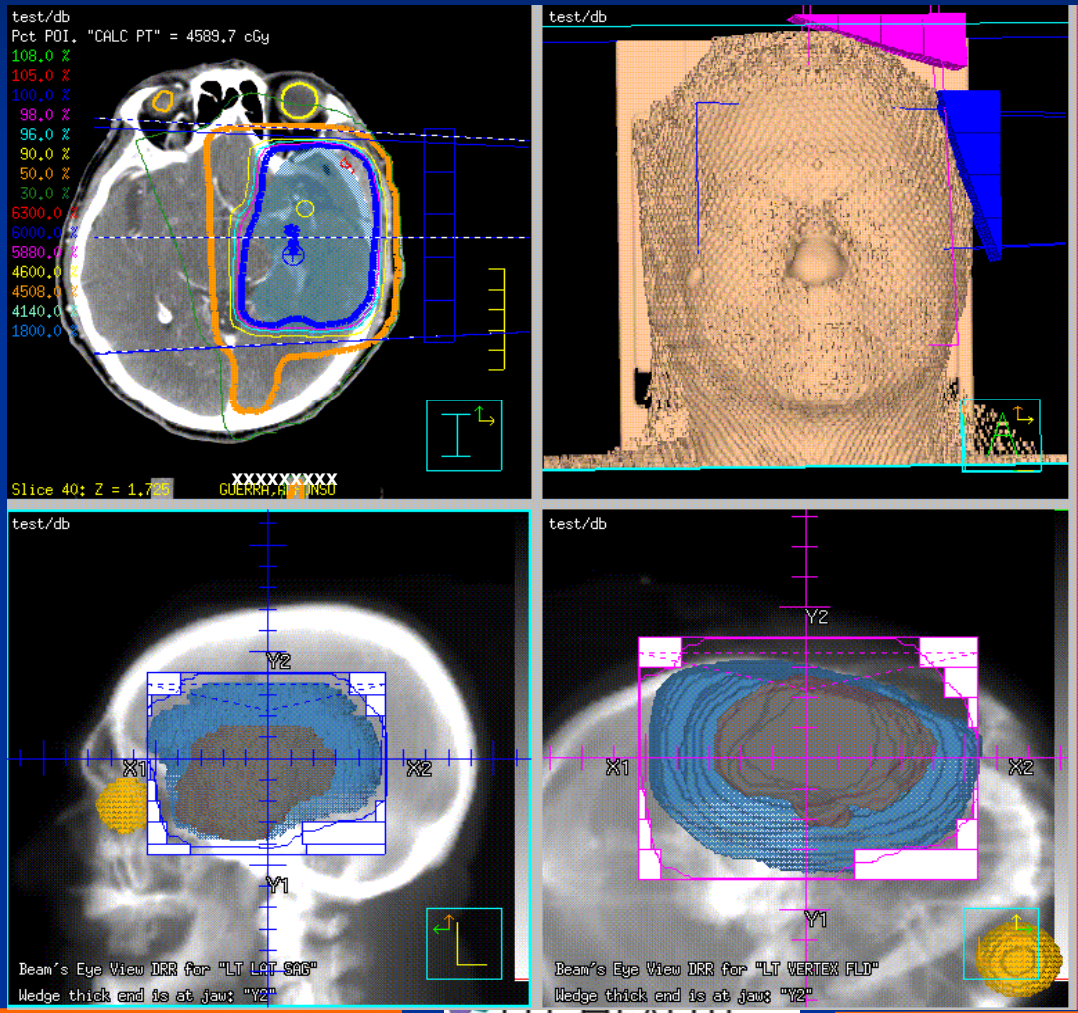 test/db
Pct POI. "CALC PT" = 4589.7 cGy
108.0 %
105.0 %
100.0 %
98.0 %
96.0 %
90.0 %
50.0 %
30.0 %
6300.0 %
6000.0 %
5880.0 %
4600.0 %
4508.0 %
4140.0 %
1800.0 %
I
XXXXXXXXX
Slice 40: Z = 1.725
test/db
A
test/db
Y2
X1
X2
Y1
L
Beam's Eye View DRR for "LT LAT SAG"
Wedge thick end is at jaw: "Y2"
test/db
Y2
X1
X2
Y1
Beam's Eye View DRR for "LT VERTEX FLD"
Wedge thick end is at jaw: "Y2"